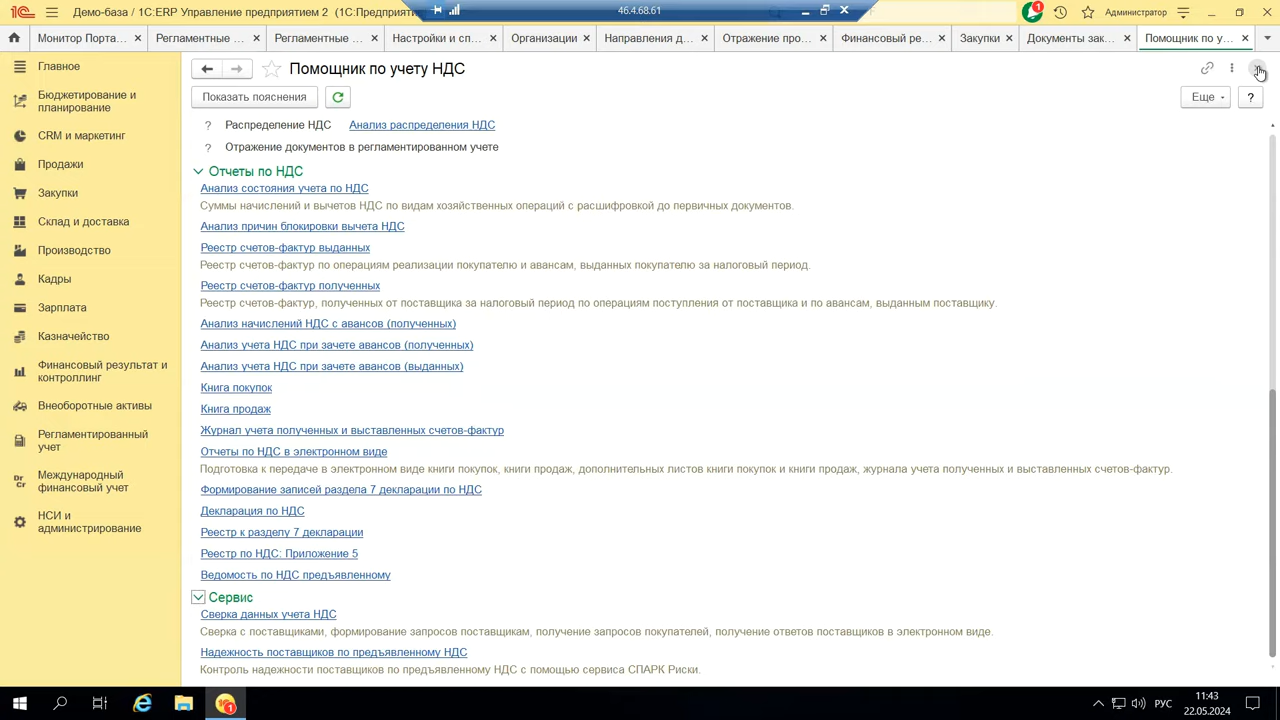 1С Демо-база / 1С:ERP Управление предприятием 2 (1С:Предприяти
46.4.68.61
1
Администратор
Монитор Порта...
Регламентные ...
Регламентные ...
Настройки и сп...
Организации
Направления д...
Отражение про...
Финансовый ре...
Закупки
Документы зак...
Помощник по у...
Главное
Бюджетирование и
планирование
CRM и маркетинг
Продажи
Закупки
Склад и доставка
Производство
Кадры
Зарплата
Казначейство
Финансовый результат и
контроллинг
Внеоборотные активы
Регламентированный
учет
Dr
Cr
Международный
финансовый учет
НСИ и
администрирование
Помощник по учету НДС
Показать пояснения
Еще
?
? Распределение НДС Анализ распределения НДС
? Отражение документов в регламентированном учете
Отчеты по НДС
Анализ состояния учета по НДС
Суммы начислений и вычетов НДС по видам хозяйственных операций с расшифровкой до первичных документов.
Анализ причин блокировки вычета НДС
Реестр счетов-фактур выданных
Реестр счетов-фактур по операциям реализации покупателю и авансам, выданных покупателю за налоговый период.
Реестр счетов-фактур полученных
Реестр счетов-фактур, полученных от поставщика за налоговый период по операциям поступления от поставщика и по авансам, выданным поставщику.
Анализ начислений НДС с авансов (полученных)
Анализ учета НДС при зачете авансов (полученных)
Анализ учета НДС при зачете авансов (выданных)
Книга покупок
Книга продаж
Журнал учета полученных и выставленных счетов-фактур
Отчеты по НДС в электронном виде
Подготовка к передаче в электронном виде книги покупок, книги продаж, дополнительных листов книги покупок и книги продаж, журнала учета полученных и выставленных счетов-фактур.
Формирование записей раздела 7 декларации по НДС
Декларация по НДС
Реестр к разделу 7 декларации
Реестр по НДС: Приложение 5
Ведомость по НДС предъявленному
Сервис
Сверка данных учета НДС
Сверка с поставщиками, формирование запросов поставщикам, получение запросов покупателей, получение ответов поставщиков в электронном виде.
Надежность поставщиков по предъявленному НДС
Контроль надежности поставщиков по предъявленному НДС с помощью сервиса СПАРК Риски.
1
РУС
11:43
22.05.2024